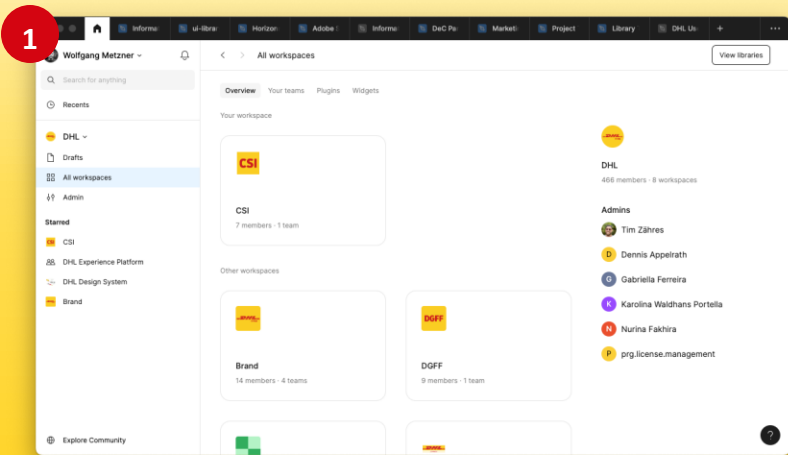 1
Informa
ui-librar
Horizon
Adobe
Informa
DeC Pa
Marketi
Project
Library
DHL Us
Wolfgang Metzner
All workspaces
View libraries
Search for anything
Overview Your teams Plugins Widgets
Recents
Your workspace
DHL
Drafts
CSI
DHL
All workspaces
466 members · 8 workspaces
Admin
CSI
Admins
Starred
7 members · 1 team
Tim Zähres
CSI
D Dennis Appelrath
DHL Experience Platform
Other workspaces
G Gabriella Ferreira
DHL Design System
K Karolina Waldhans Portella
Brand
DGFF
N Nurina Fakhira
P prg.license.management
Brand
DGFF
14 members · 4 teams
9 members · 1 team
Explore Community
?